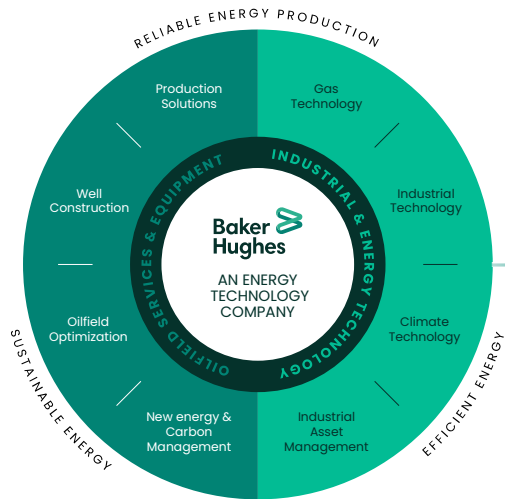 RELIABLE ENERGY PRODUCTION
Production
Solutions
Gas
Technology
OILFIELD SERVICES & EQUIPMENT
INDUSTRIAL & ENERGY TECHNOLOGY
Well
Construction
Industrial
Technology
Baker
Hughes
AN ENERGY
TECHNOLOGY
COMPANY
Oilfield
Optimization
Climate
Technology
SUSTAINABLE ENERGY
EFFICIENT ENERGY
New energy &
Carbon
Management
Industrial
Asset
Management